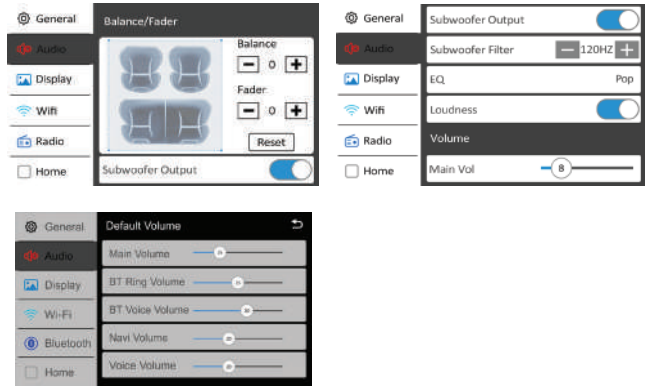 General
Audio
Display
Wifi
Radio
Home
Balance/Fader
Balance
0
Fader
0
Reset
Subwoofer Output
General
Audio
Display
Wifi
Radio
Home
Subwoofer Output
Subwoofer Filter 120HZ
EQ Pop
Loudness
Volume
Main Vol 8
General
Audio
Display
Wi-Fi
Bluetooth
Home
Default Volume
Main Volume
BT Ring Volume
BT Voice Volume
Navi Volume
Voice Volume